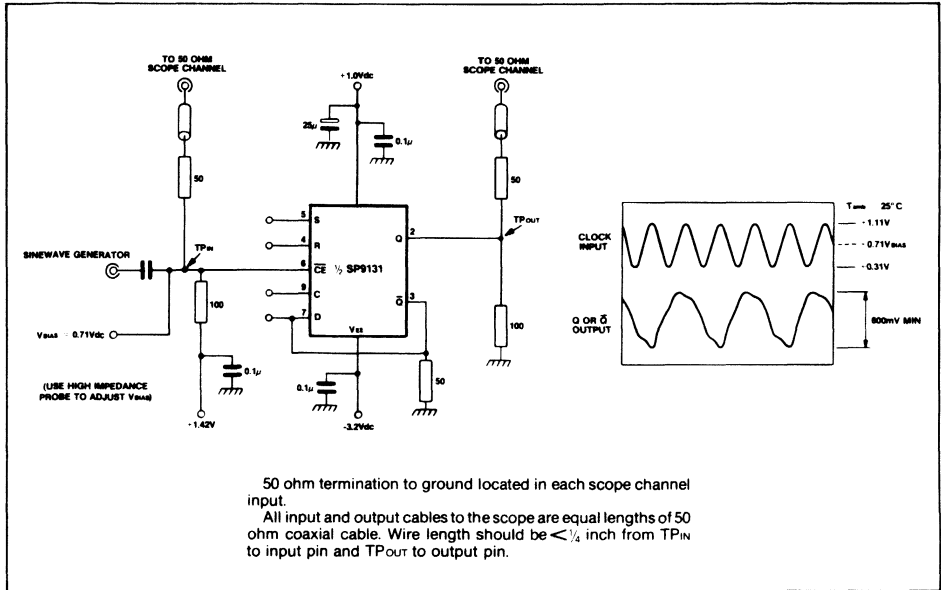 TO 50 OHM
SCOPE CHANNEL
50
SINEWAVE GENERATOR
TPIN
VBIAS = 0.71Vdc
100
0.1μ
(USE HIGH IMPEDANCE
PROBE TO ADJUST VBIAS)
+1.42V
+1.0Vdc
25μ
0.1μ
5 S
4 R
6 CE ½ SP9131
9 C
7 D
VEE
Q 2
Q 3
0.1μ
-3.2Vdc
50
TO 50 OHM
SCOPE CHANNEL
50
TPOUT
100
CLOCK
INPUT
Q OR Q
OUTPUT
Tamb 25°C
-1.11V
-0.71VBIAS
-0.31V
800mV MIN
50 ohm termination to ground located in each scope channel
input.
All input and output cables to the scope are equal lengths of 50
ohm coaxial cable. Wire length should be <¼ inch from TPIN
to input pin and TPOUT to output pin.